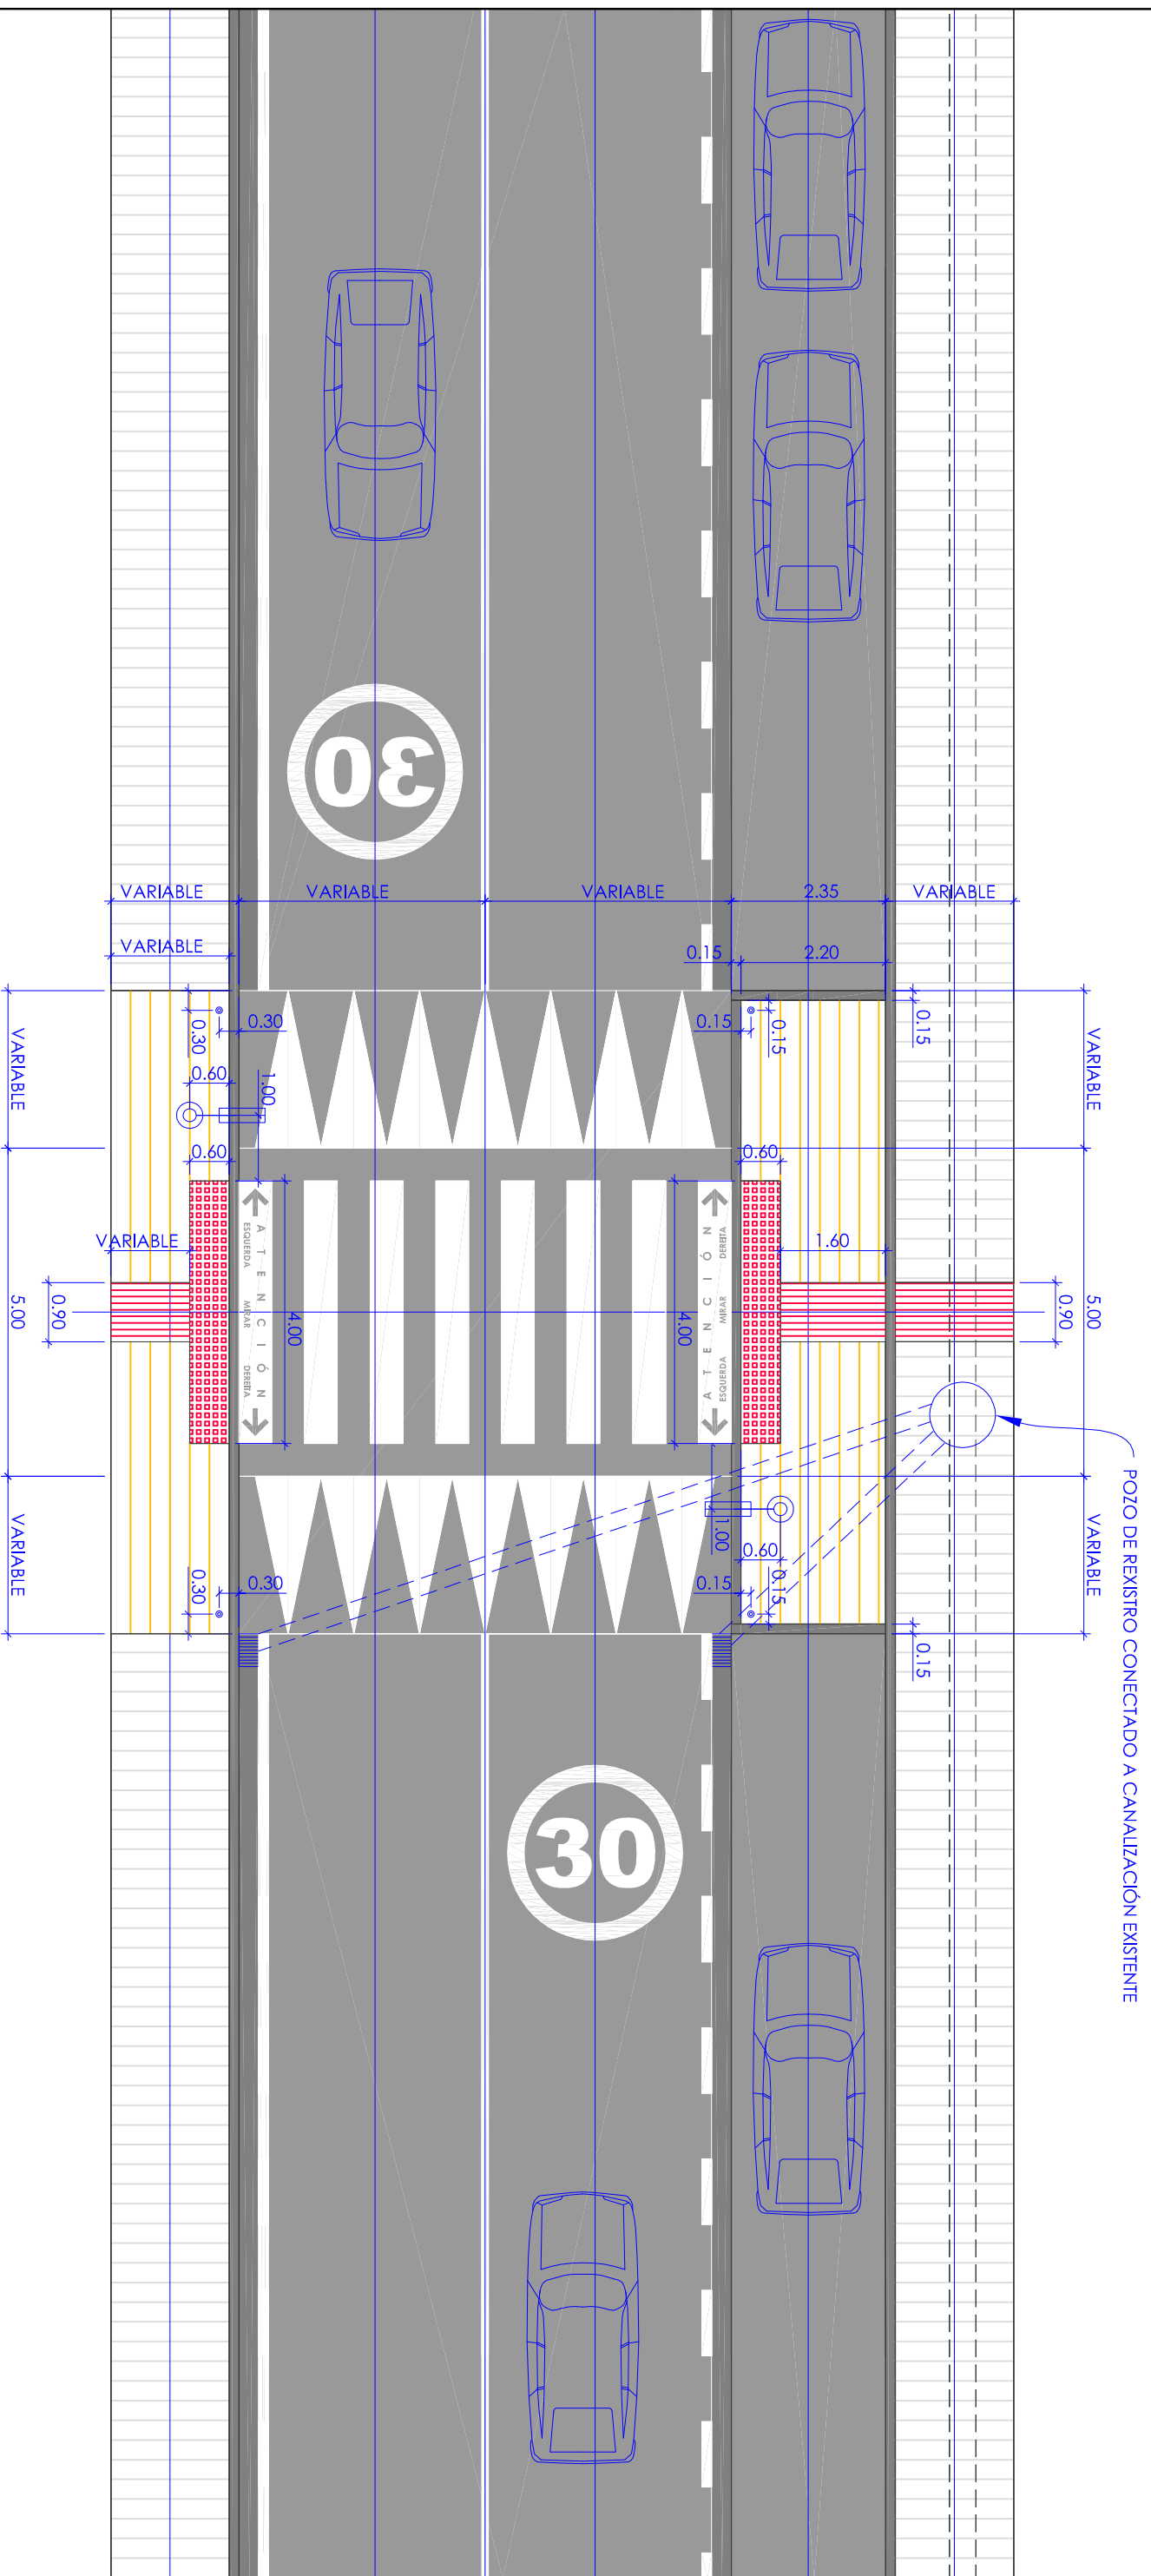 30
VARIABLE
VARIABLE
VARIABLE
2.35
VARIABLE
VARIABLE
0.15
2.20
VARIABLE
0.30
0.30
0.60
1.00
0.60
0.15
0.15
0.15
VARIABLE
0.60
VARIABLE
1.60
5.00
0.90
ATENCIÓN
ESQUERDA MIRAR DEREITA
4.00
4.00
ATENCIÓN
DEREITA MIRAR ESQUERDA
0.90
5.00
POZO DE REXISTRO CONECTADO A CANALIZACIÓN EXISTENTE
VARIABLE
0.30
0.30
1.00
0.60
0.15
0.15
0.15
VARIABLE
30